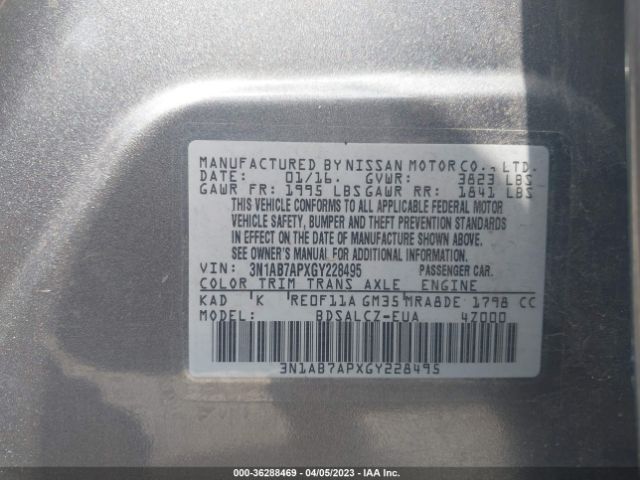 MANUFACTURED BY NISSAN MOTOR CO., LTD.
DATE: 01/16. GVWR: 3823 LBS
GAWR FR: 1995 LBS GAWR RR: 1841 LBS
THIS VEHICLE CONFORMS TO ALL APPLICABLE FEDERAL MOTOR
VEHICLE SAFETY, BUMPER AND THEFT PREVENTION STANDARDS
IN EFFECT ON THE DATE OF MANUFACTURE SHOWN ABOVE.
SEE OWNER'S MANUAL FOR ADDITIONAL INFORMATION.
VIN: 3N1AB7APXGY228495 PASSENGER CAR.
COLOR TRIM TRANS AXLE ENGINE
KAD K RE0F11A GM35 MRA8DE 1798 CC
MODEL BDSALCZ-EUA 4Z000
3N1AB7APXGY228495
000-36288469 - 04/05/2023 - IAA Inc.